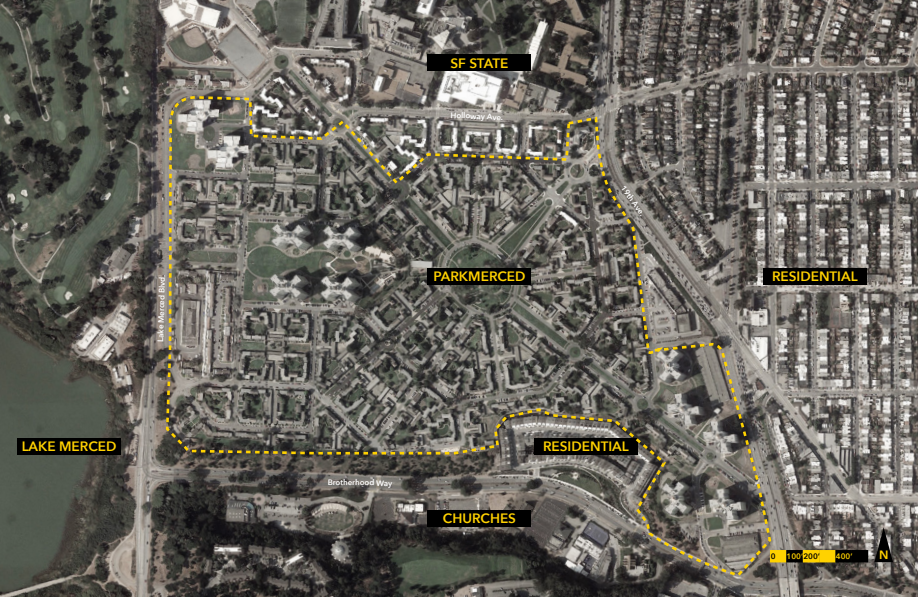 SF STATE
Holloway Ave.
19th Ave.
PARKMERCED
RESIDENTIAL
Lake Merced Blvd.
LAKE MERCED
RESIDENTIAL
Brotherhood Way
CHURCHES
0 100' 200' 400'
N